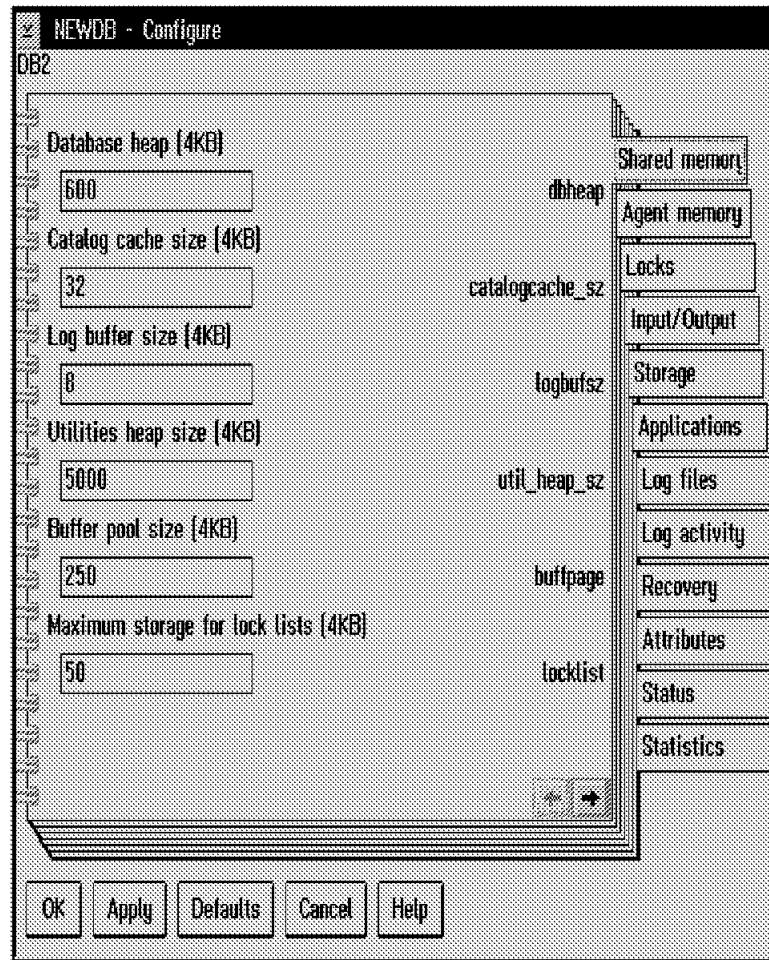 NEWDB - Configure
DB2
Database heap (4KB)
600
dbheap
Catalog cache size (4KB)
32
catalogcache_sz
Log buffer size (4KB)
8
logbufsz
Utilities heap size (4KB)
5000
util_heap_sz
Buffer pool size (4KB)
250
buffpage
Maximum storage for lock lists (4KB)
50
locklist
Shared memory
Agent memory
Locks
Input/Output
Storage
Applications
Log files
Log activity
Recovery
Attributes
Status
Statistics
OK
Apply
Defaults
Cancel
Help